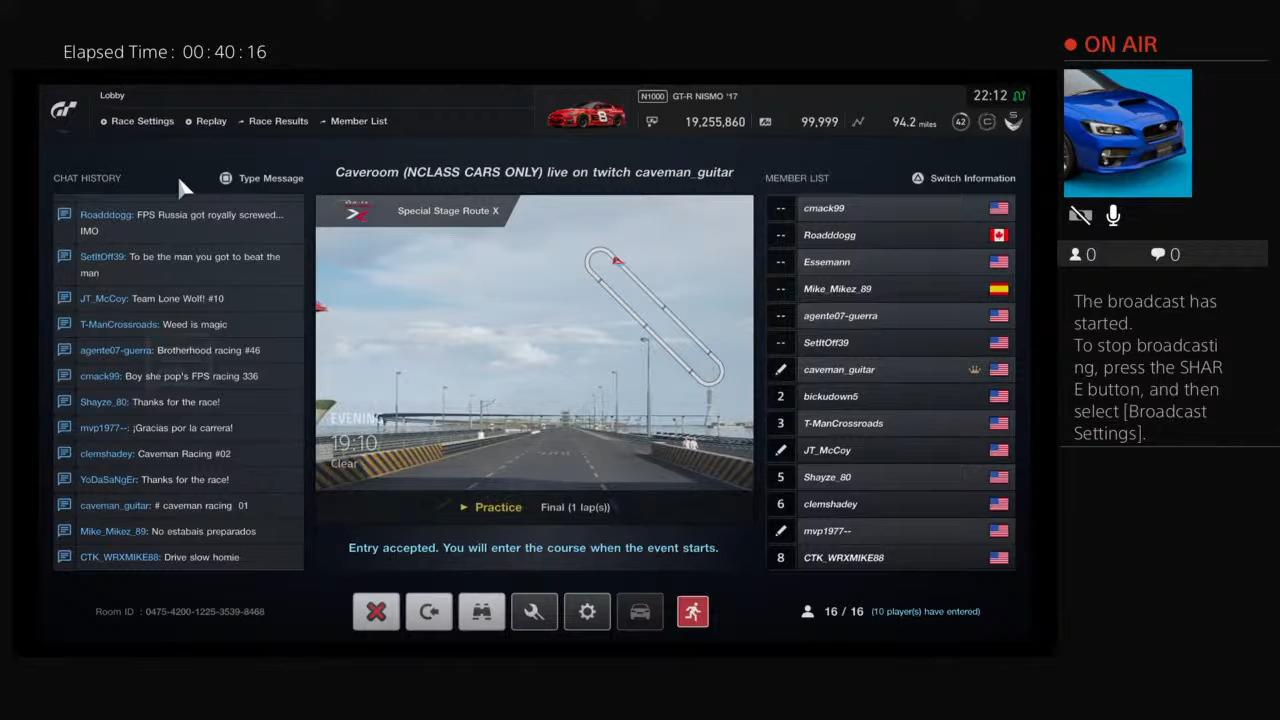 Elapsed Time: 00:40:16
ON AIR
Lobby
Race Settings Replay Race Results Member List
N1000 GT-R NISMO '17
19,255,860 99,999 94.2 miles 42 C S
22:12
CHAT HISTORY
Type Message
Roadddogg: FPS Russia got royally screwed...
IMO
SetItOff39: To be the man you got to beat the
man
JT_McCoy: Team Lone Wolf! #10
T-ManCrossroads: Weed is magic
agente07-guerra: Brotherhood racing #46
cmack99: Boy she pop's FPS racing 336
Shayze_80: Thanks for the race!
mvp1977--: ¡Gracias por la carrera!
clemshadey: Caveman Racing #02
YoDaSaNgEr: Thanks for the race!
caveman_guitar: # caveman racing 01
Mike_Mikez_89: No estabais preparados
CTK_WRXMIKE88: Drive slow homie
Room ID : 0475-4200-1225-3539-8468
Caveroom (NCLASS CARS ONLY) live on twitch caveman_guitar
Special Stage Route X
EVENING
19:10
Clear
Practice Final (1 lap(s))
Entry accepted. You will enter the course when the event starts.
MEMBER LIST
Switch Information
-- cmack99
-- Roadddogg
-- Essemann
-- Mike_Mikez_89
-- agente07-guerra
-- SetItOff39
caveman_guitar
2 bickudown5
3 T-ManCrossroads
JT_McCoy
5 Shayze_80
6 clemshadey
mvp1977--
8 CTK_WRXMIKE88
16 / 16 (10 player(s) have entered)
0 0
The broadcast has
started.
To stop broadcasti
ng, press the SHAR
E button, and then
select [Broadcast
Settings].